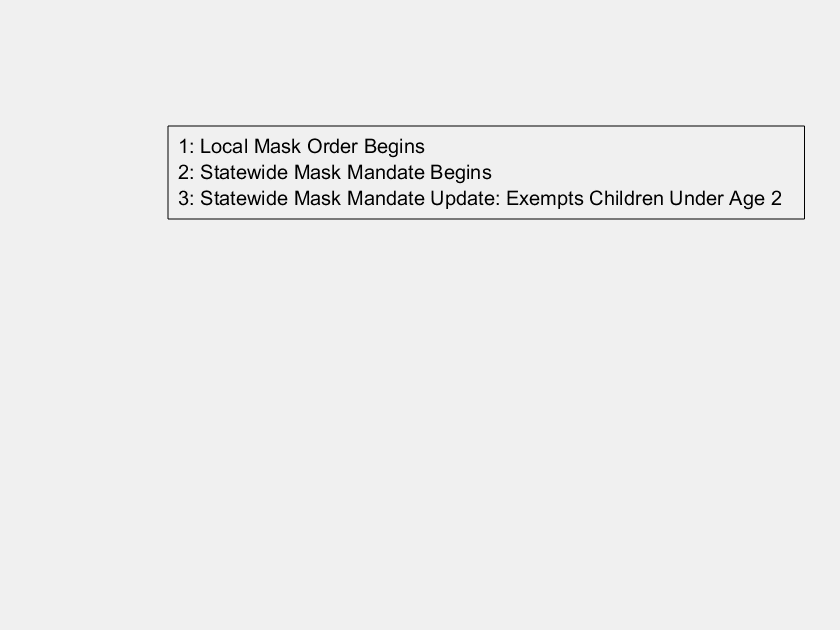 1: Local Mask Order Begins
2: Statewide Mask Mandate Begins
3: Statewide Mask Mandate Update: Exempts Children Under Age 2